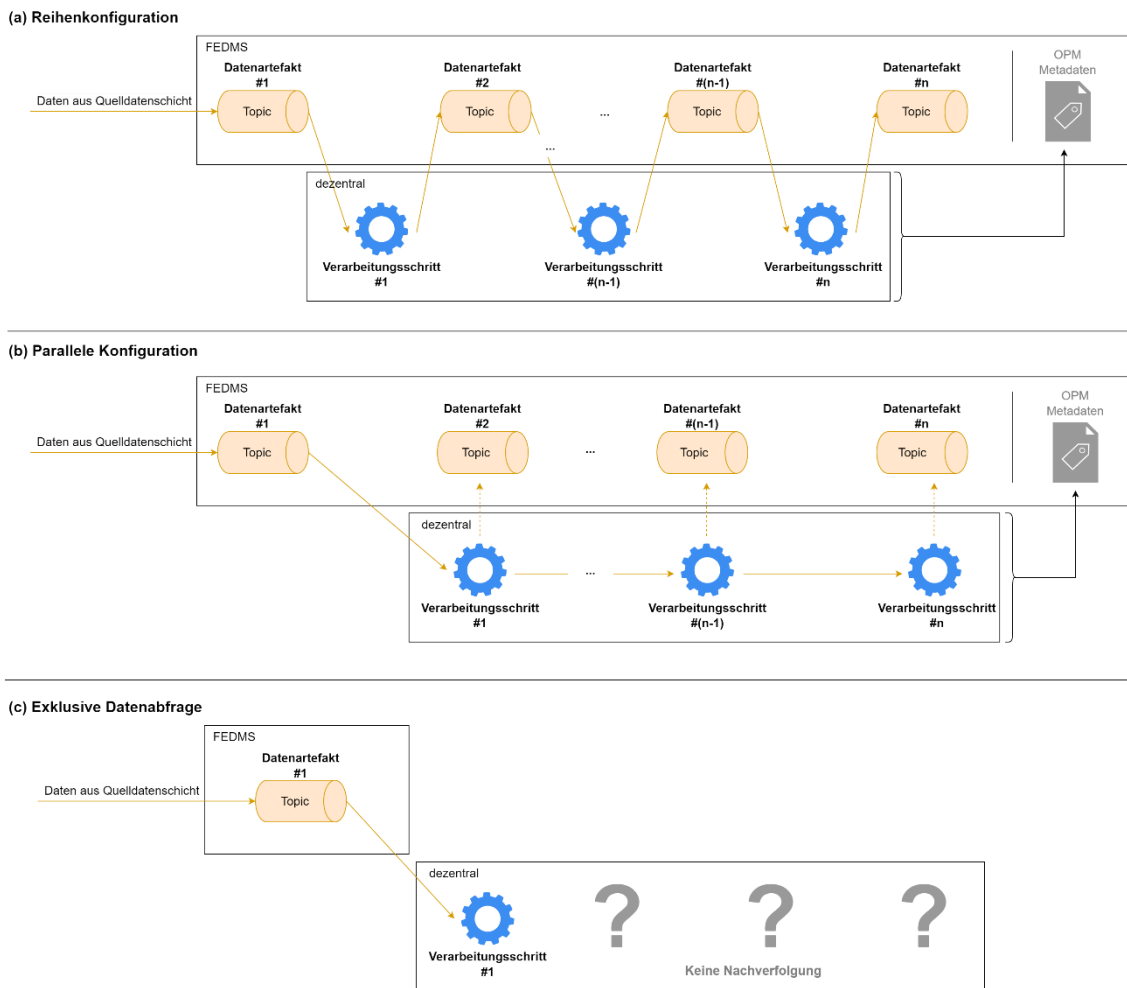 (a) Reihenkonfiguration
FEDMS
Datenartefakt
#1
Datenartefakt
#2
Datenartefakt
#(n-1)
Datenartefakt
#n
OPM
Metadaten
Daten aus Quelldatenschicht
Topic
Topic
...
Topic
Topic
...
dezentral
Verarbeitungsschritt
#1
Verarbeitungsschritt
#(n-1)
Verarbeitungsschritt
#n
(b) Parallele Konfiguration
FEDMS
Datenartefakt
#1
Datenartefakt
#2
Datenartefakt
#(n-1)
Datenartefakt
#n
OPM
Metadaten
Daten aus Quelldatenschicht
Topic
Topic
...
Topic
Topic
dezentral
...
Verarbeitungsschritt
#1
Verarbeitungsschritt
#(n-1)
Verarbeitungsschritt
#n
(c) Exklusive Datenabfrage
FEDMS
Datenartefakt
#1
Daten aus Quelldatenschicht
Topic
dezentral
? ? ?
Verarbeitungsschritt
#1
Keine Nachverfolgung